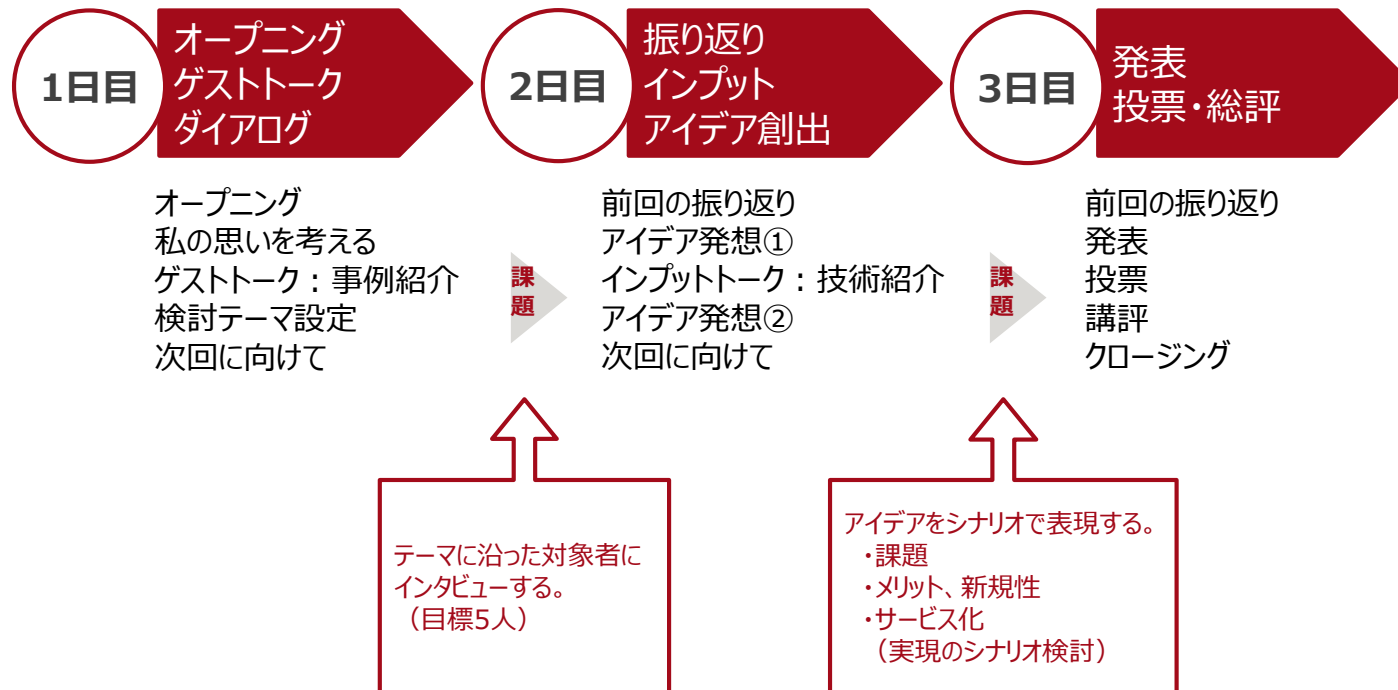 1日目
オープニング
ゲストトーク
ダイアログ
2日目
振り返り
インプット
アイデア創出
3日目
発表
投票・総評
オープニング
私の思いを考える
ゲストトーク：事例紹介
検討テーマ設定
次回に向けて
課
題
前回の振り返り
アイデア発想①
インプットトーク：技術紹介
アイデア発想②
次回に向けて
課
題
前回の振り返り
発表
投票
講評
クロージング
テーマに沿った対象者に
インタビューする。
（目標5人）
アイデアをシナリオで表現する。
・課題
・メリット、新規性
・サービス化
（実現のシナリオ検討）